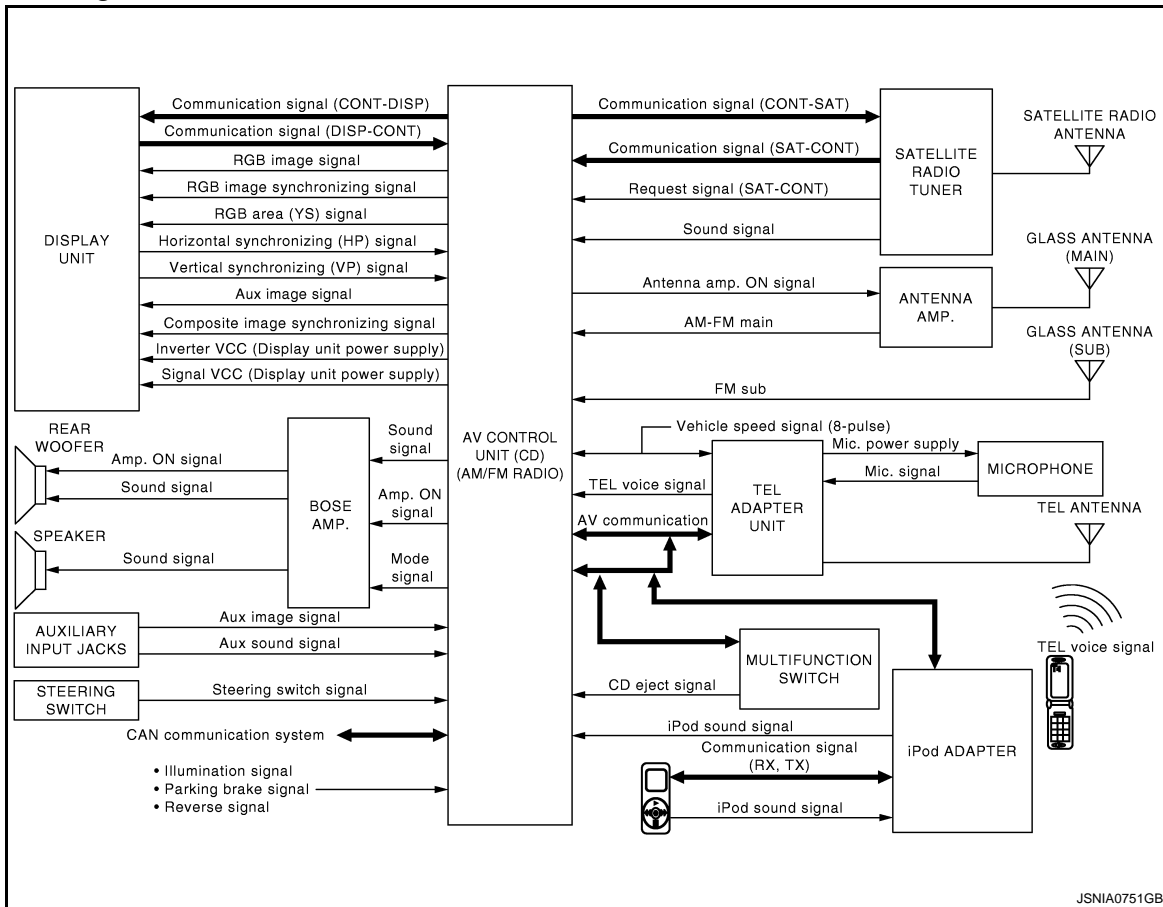 Communication signal (CONT-DISP)
Communication signal (DISP-CONT)
RGB image signal
RGB image synchronizing signal
RGB area (YS) signal
Horizontal synchronizing (HP) signal
Vertical synchronizing (VP) signal
Aux image signal
Composite image synchronizing signal
Inverter VCC (Display unit power supply)
Signal VCC (Display unit power supply)
DISPLAY
UNIT
REAR
WOOFER
Amp. ON signal
Sound signal
SPEAKER
Sound signal
BOSE
AMP.
Sound
signal
Amp. ON
signal
Mode
signal
AUXILIARY
INPUT JACKS
Aux image signal
Aux sound signal
STEERING
SWITCH
Steering switch signal
CAN communication system
• Illumination signal
• Parking brake signal
• Reverse signal
AV CONTROL
UNIT (CD)
(AM/FM RADIO)
Communication signal (CONT-SAT)
Communication signal (SAT-CONT)
Request signal (SAT-CONT)
Sound signal
SATELLITE
RADIO
TUNER
SATELLITE RADIO
ANTENNA
Antenna amp. ON signal
AM-FM main
ANTENNA
AMP.
GLASS ANTENNA
(MAIN)
GLASS ANTENNA
(SUB)
FM sub
Vehicle speed signal (8-pulse)
TEL voice signal
AV communication
TEL
ADAPTER
UNIT
Mic. power supply
Mic. signal
MICROPHONE
TEL ANTENNA
TEL voice signal
MULTIFUNCTION
SWITCH
CD eject signal
iPod sound signal
Communication signal
(RX, TX)
iPod sound signal
iPod ADAPTER
JSNIA0751GB